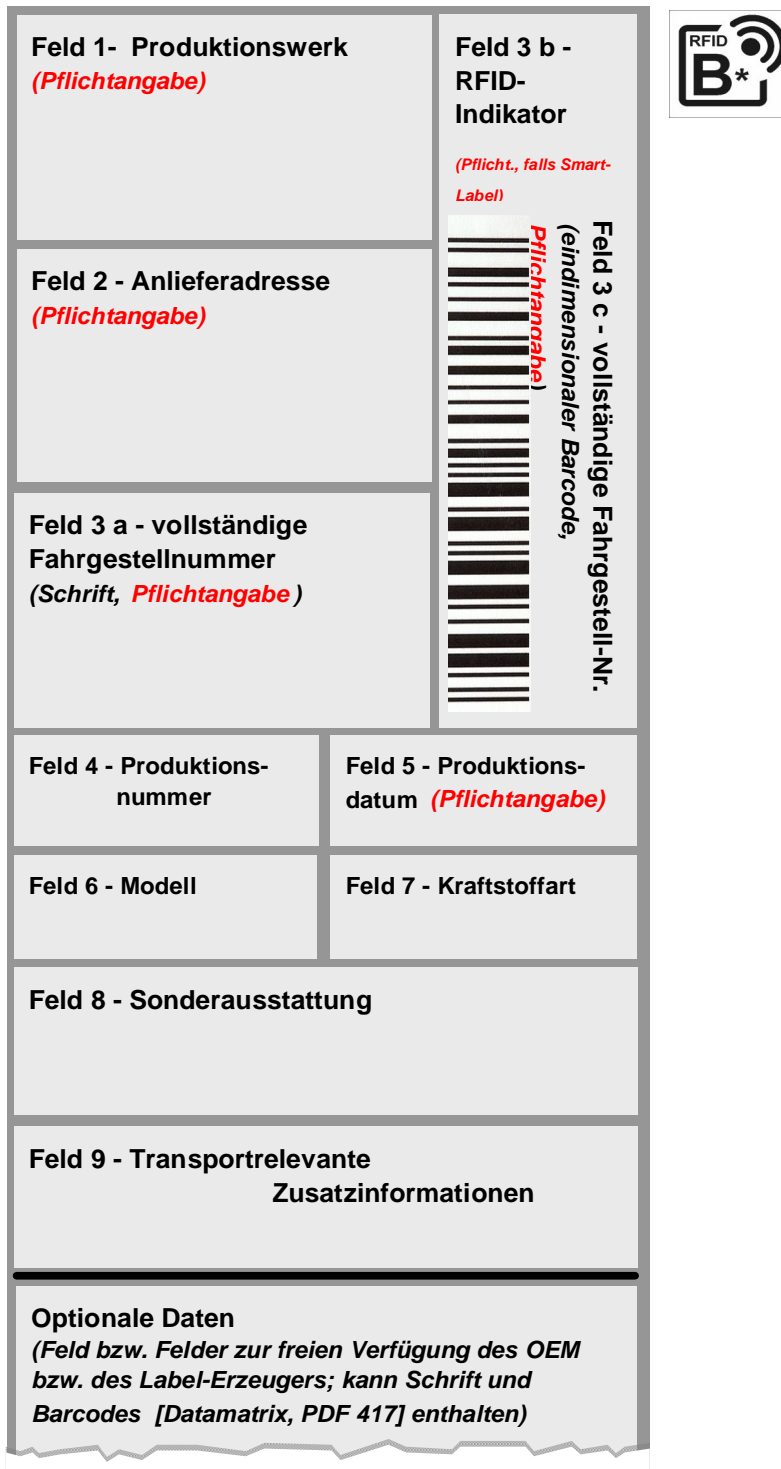 Feld 1-  Produktionswerk
(Pflichtangabe)
Feld 3 b -
RFID-
Indikator
(Pflicht., falls Smart-
Label)
RFID
B*
Feld 2 - Anlieferadresse
(Pflichtangabe)
Feld 3 c - vollständige Fahrgestell-Nr.
(eindimensionaler Barcode,
Pflichtangabe)
Feld 3 a - vollständige
Fahrgestellnummer
(Schrift, Pflichtangabe )
Feld 4 - Produktions-
nummer
Feld 5 - Produktions-
datum (Pflichtangabe)
Feld 6 - Modell
Feld 7 - Kraftstoffart
Feld 8 - Sonderausstattung
Feld 9 - Transportrelevante
Zusatzinformationen
Optionale Daten
(Feld bzw. Felder zur freien Verfügung des OEM
bzw. des Label-Erzeugers; kann Schrift und
Barcodes  [Datamatrix, PDF 417] enthalten)